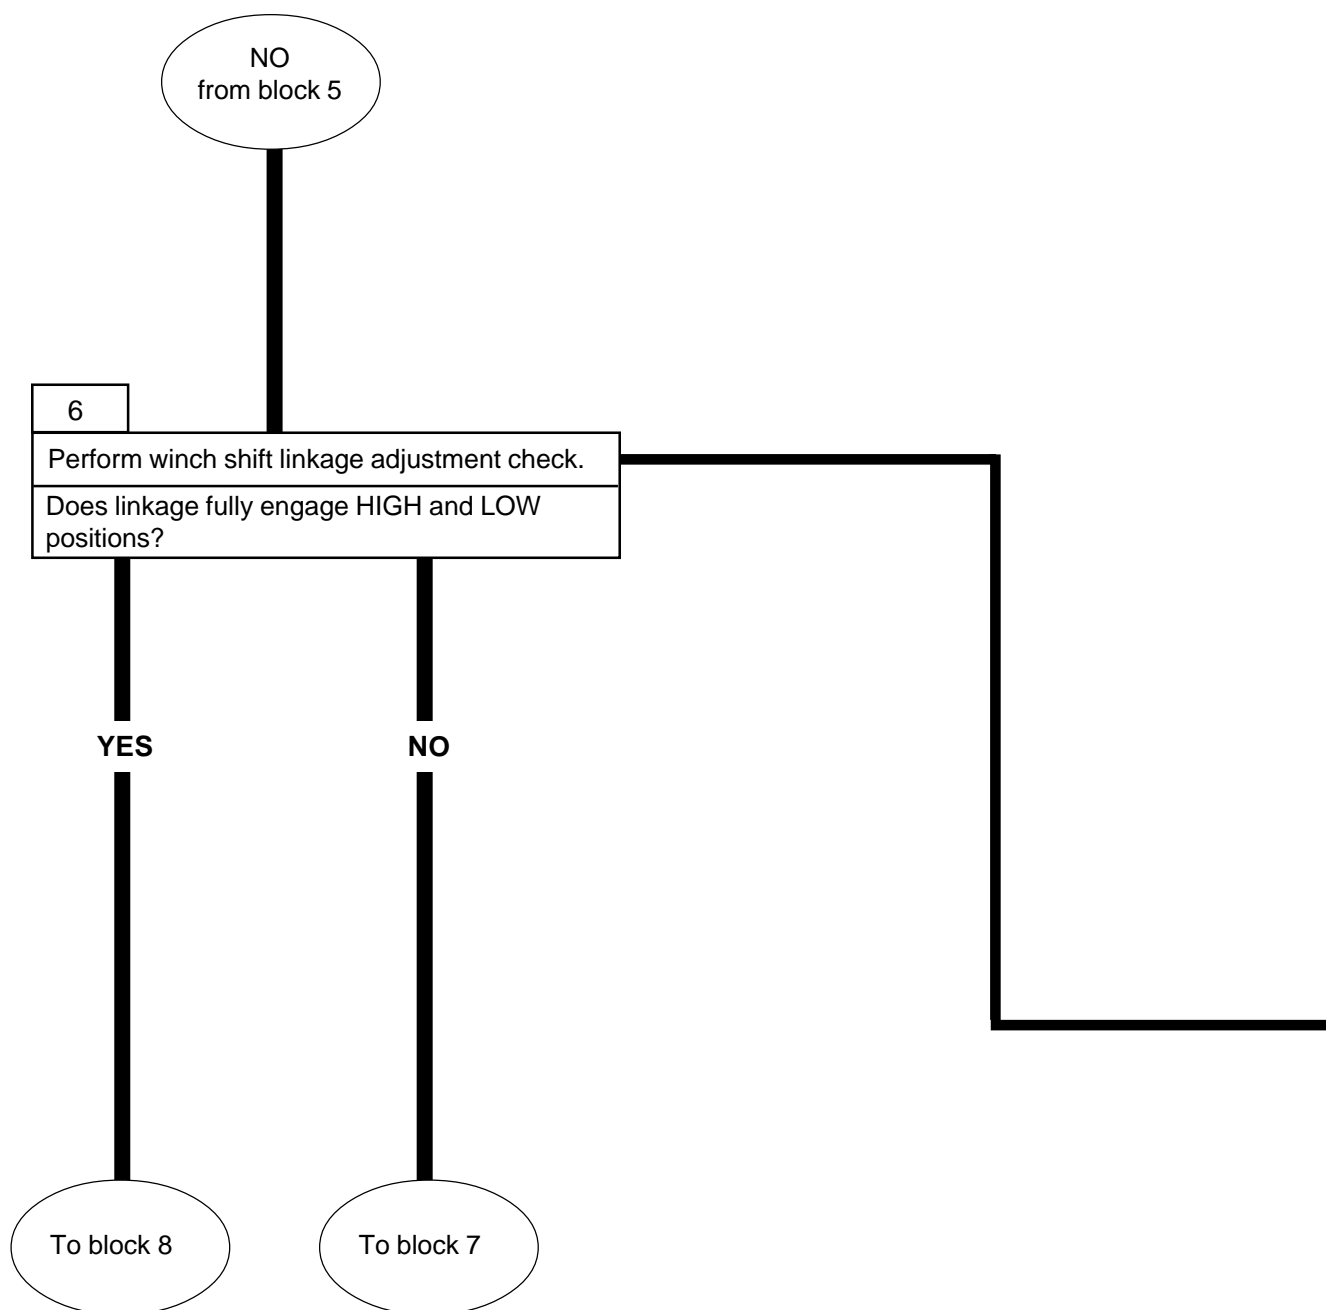 NO
from block 5
6
Perform winch shift linkage adjustment check.
Does linkage fully engage HIGH and LOW
positions?
YES
NO
To block 8
To block 7